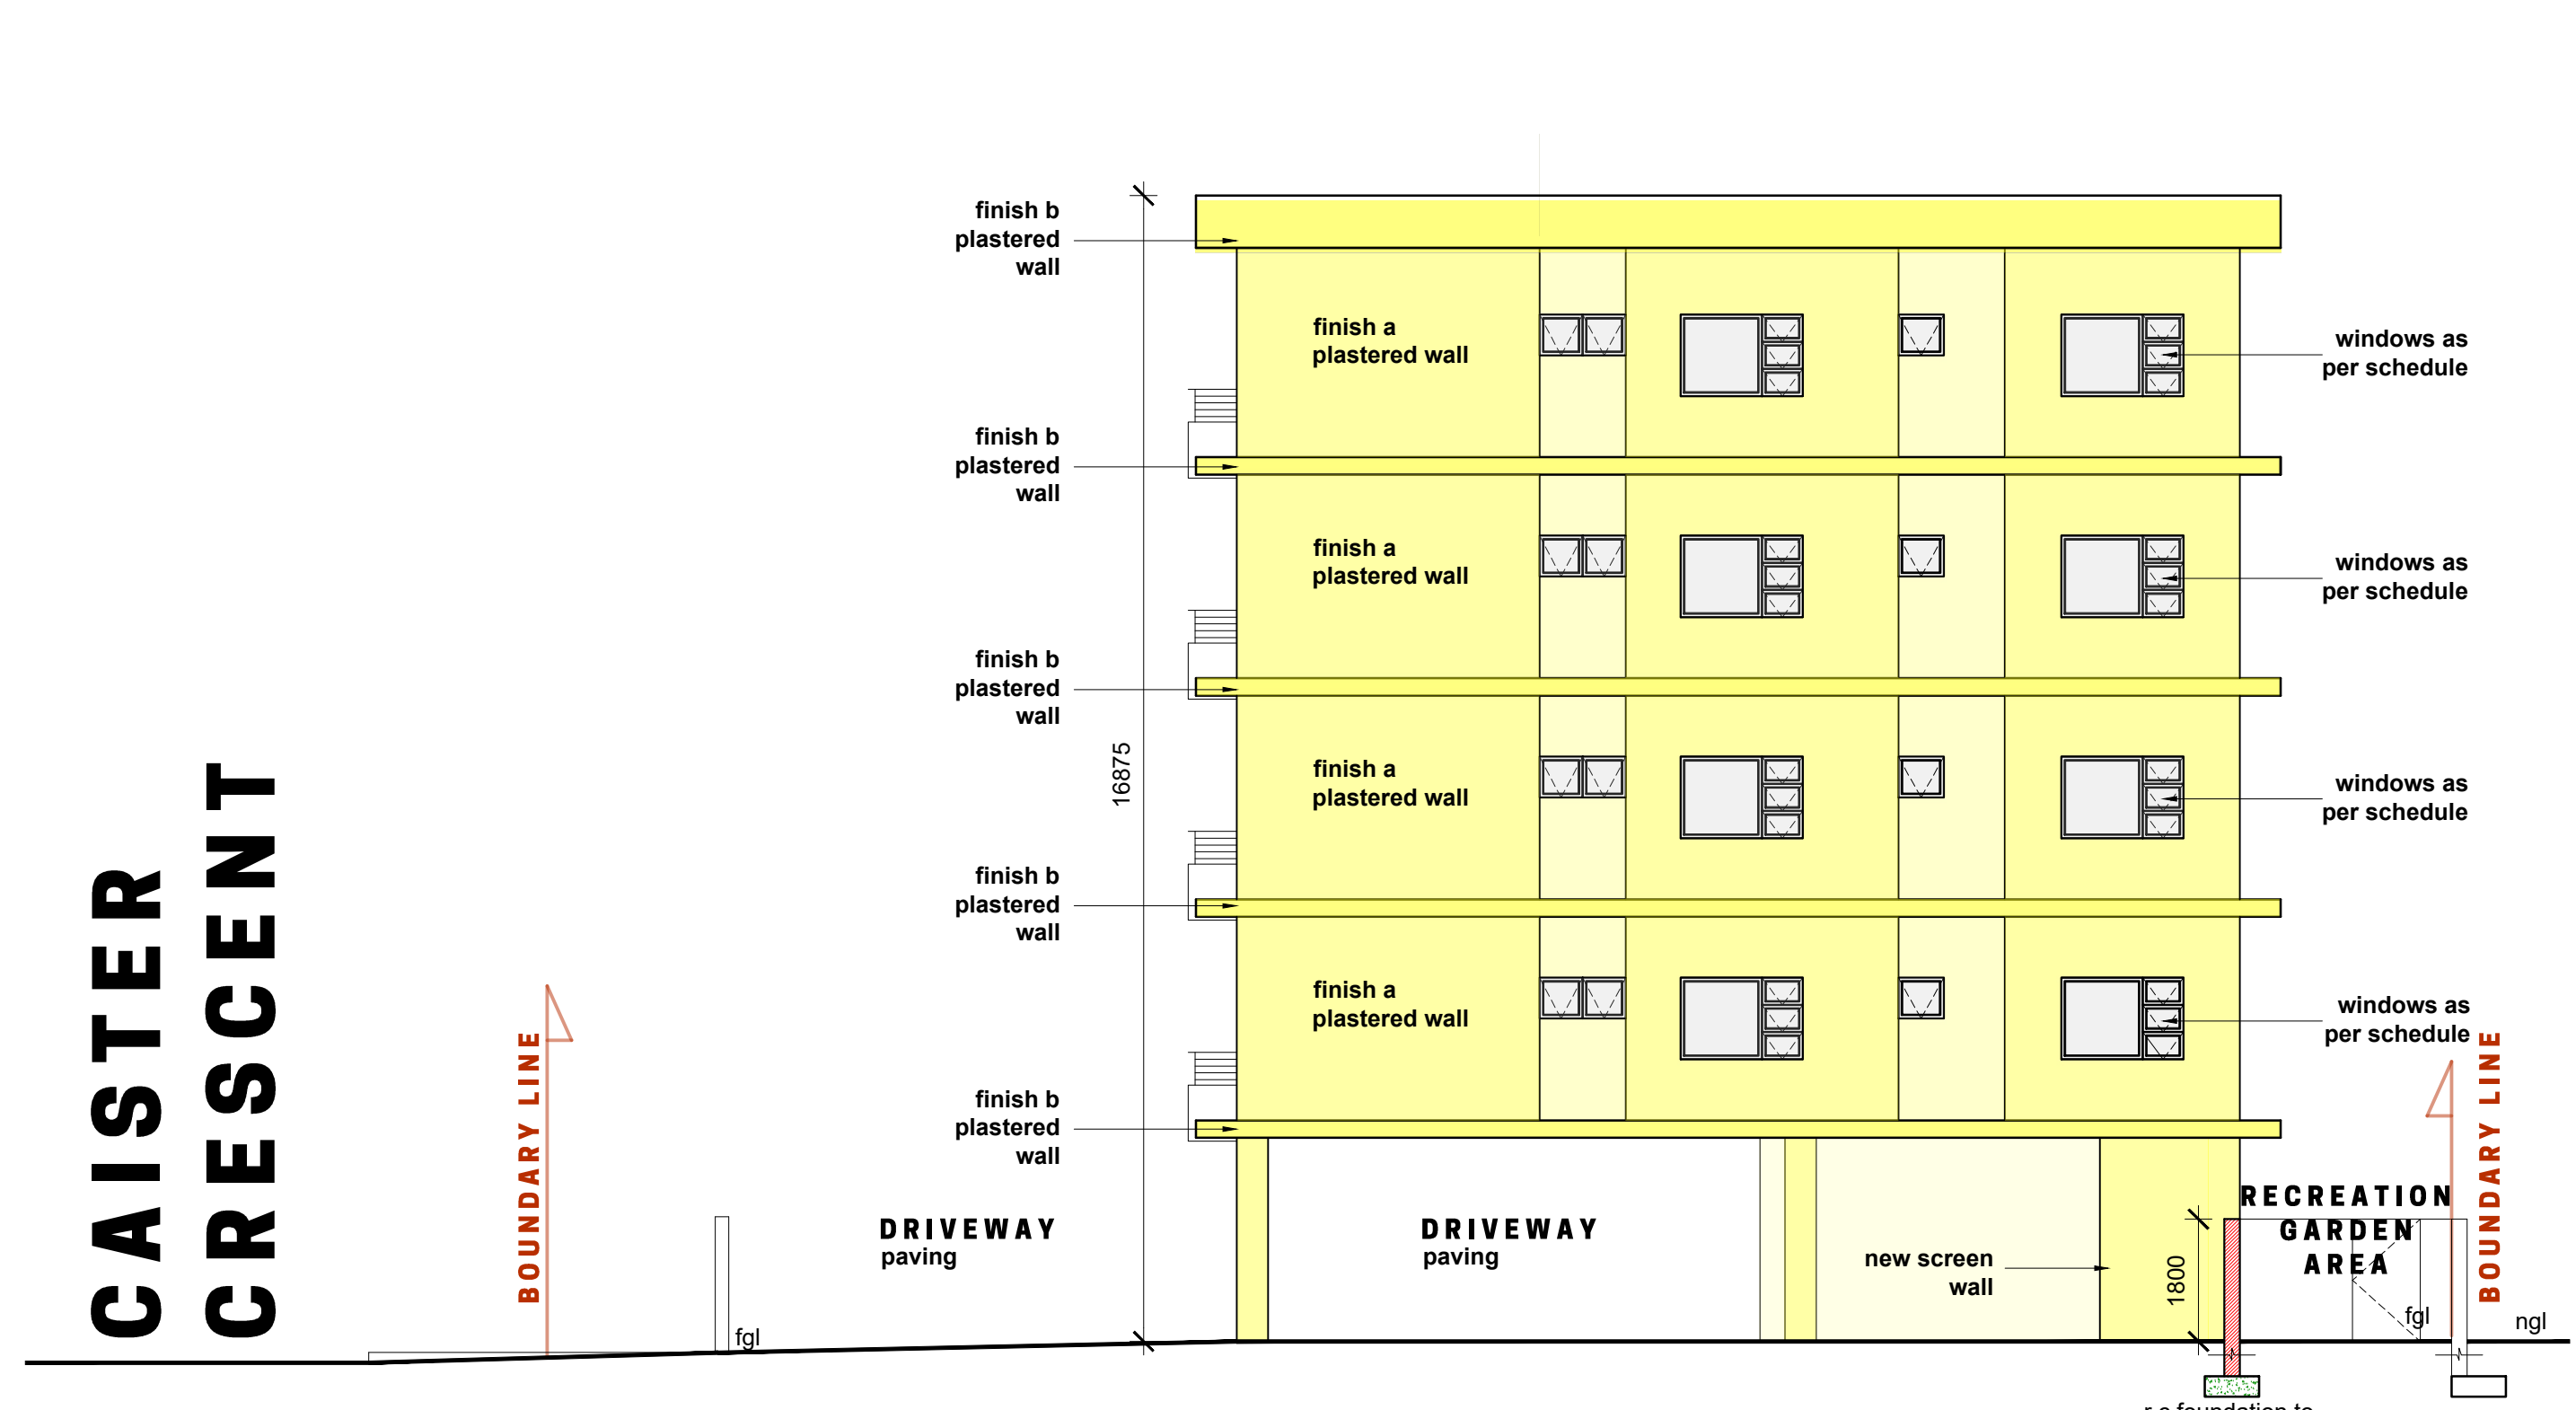 finish b
plastered
wall
finish a
plastered wall
windows as
per schedule
finish b
plastered
wall
finish a
plastered wall
windows as
per schedule
finish b
plastered
wall
16875
finish a
plastered wall
windows as
per schedule
finish b
plastered
wall
finish a
plastered wall
windows as
per schedule
finish b
plastered
wall
CAISTER
CRESCENT
BOUNDARY LINE
fgl
DRIVEWAY
paving
DRIVEWAY
paving
new screen
wall
1800
RECREATION
GARDEN
AREA
fgl
BOUNDARY LINE
ngl
r.c foundation to